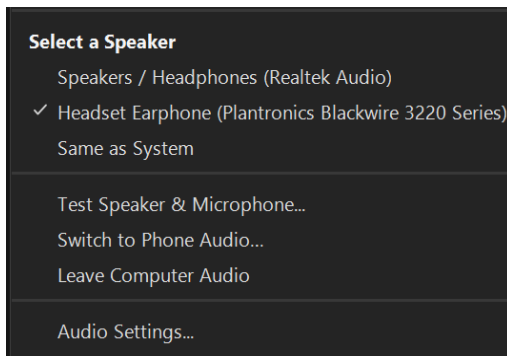 Select a Speaker
Speakers / Headphones (Realtek Audio)
Headset Earphone (Plantronics Blackwire 3220 Series)
Same as System
Test Speaker & Microphone...
Switch to Phone Audio...
Leave Computer Audio
Audio Settings...